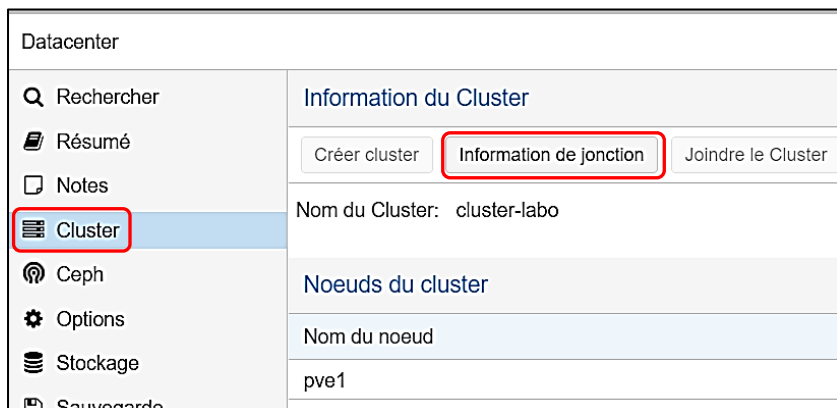 Datacenter
Rechercher
Résumé
Notes
Cluster
Ceph
Options
Stockage
Sauvegarde
Information du Cluster
Créer cluster Information de jonction Joindre le Cluster
Nom du Cluster: cluster-labo
Noeuds du cluster
Nom du noeud
pve1